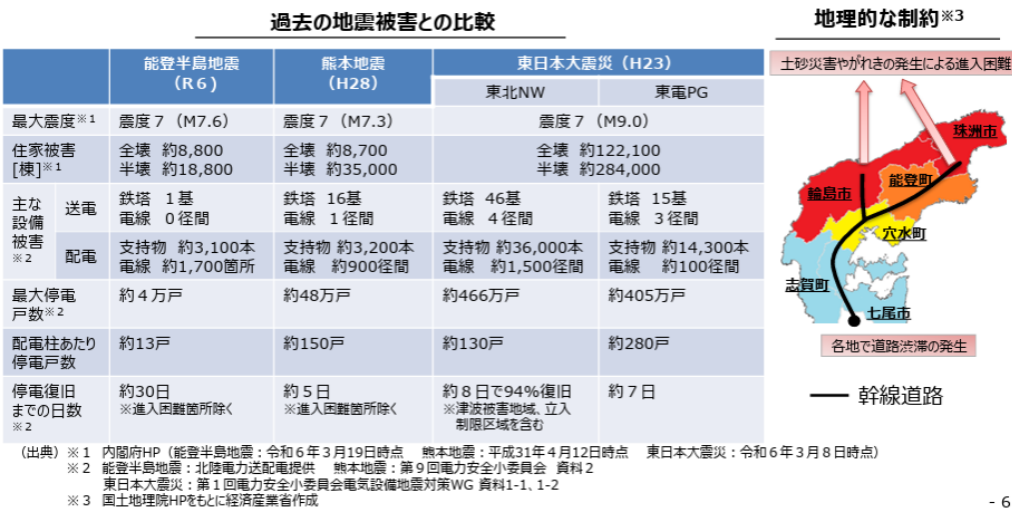 過去の地震被害との比較
地理的な制約※3
能登半島地震
（R6）
熊本地震
（H28）
東日本大震災（H23）
東北NW
東電PG
最大震度※1
震度７（M7.6）
震度７（M7.3）
震度７（M9.0）
住家被害
[棟]※1
全壊 約8,800
半壊 約18,800
全壊 約8,700
半壊 約35,000
全壊 約122,100
半壊 約284,000
主な
設備
被害
※2
送電
鉄塔 １基
電線 ０径間
鉄塔 16基
電線 １径間
鉄塔 46基
電線 ４径間
鉄塔 15基
電線 ３径間
配電
支持物 約3,100本
電線 約1,700箇所
支持物 約3,200本
電線 約900径間
支持物 約36,000本
電線 約1,500径間
支持物 約14,300本
電線 約100径間
最大停電
戸数※2
約４万戸
約48万戸
約466万戸
約405万戸
配電柱あたり
停電戸数
約13戸
約150戸
約130戸
約280戸
停電復旧
までの日数
※2
約30日
※進入困難箇所除く
約５日
※進入困難箇所除く
約８日で94%復旧
※津波被害地域、立入
制限区域を含む
約７日
土砂災害やがれきの発生による進入困難
珠洲市
能登町
輪島市
穴水町
志賀町
七尾市
各地で道路渋滞の発生
幹線道路
（出典）※１ 内閣府HP（能登半島地震：令和６年３月19日時点 熊本地震：平成31年４月12日時点 東日本大震災：令和６年３月８日時点）
※２ 能登半島地震：北陸電力送配電提供 熊本地震：第９回電力安全小委員会 資料２
東日本大震災：第１回電力安全小委員会電気設備地震対策WG 資料1-1、1-2
※３ 国土地理院HPをもとに経済産業省作成
- 6